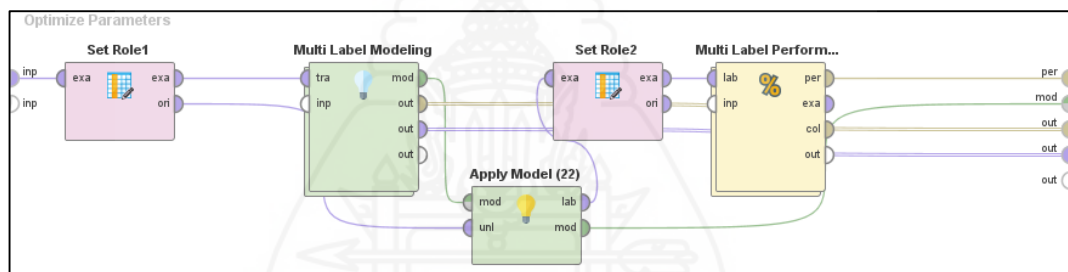 Optimize Parameters
Set Role1
Multi Label Modeling
Set Role2
Multi Label Perform...
inp
inp
exa
exa
ori
tra
inp
mod
out
out
out
exa
exa
ori
lab
inp
per
exa
col
out
per
mod
out
out
out
Apply Model (22)
mod
unl
lab
mod